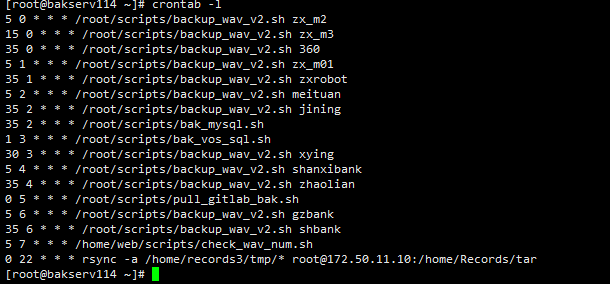 [root@bakserv114 ~]# crontab -l
5 0 * * * /root/scripts/backup_wav_v2.sh zx_m2
15 0 * * * /root/scripts/backup_wav_v2.sh zx_m3
35 0 * * * /root/scripts/backup_wav_v2.sh 360
5 1 * * * /root/scripts/backup_wav_v2.sh zx_m01
35 1 * * * /root/scripts/backup_wav_v2.sh zxrobot
5 2 * * * /root/scripts/backup_wav_v2.sh meituan
35 2 * * * /root/scripts/backup_wav_v2.sh jining
35 2 * * * /root/scripts/bak_mysql.sh
1 3 * * * /root/scripts/bak_vos_sql.sh
30 3 * * * /root/scripts/backup_wav_v2.sh xying
5 4 * * * /root/scripts/backup_wav_v2.sh shanxibank
35 4 * * * /root/scripts/backup_wav_v2.sh zhaolian
0 5 * * * /root/scripts/pull_gitlab_bak.sh
5 6 * * * /root/scripts/backup_wav_v2.sh gzbank
35 6 * * * /root/scripts/backup_wav_v2.sh shbank
5 7 * * * /home/web/scripts/check_wav_num.sh
0 22 * * * rsync -a /home/records3/tmp/* root@172.50.11.10:/home/Records/tar
[root@bakserv114 ~]#